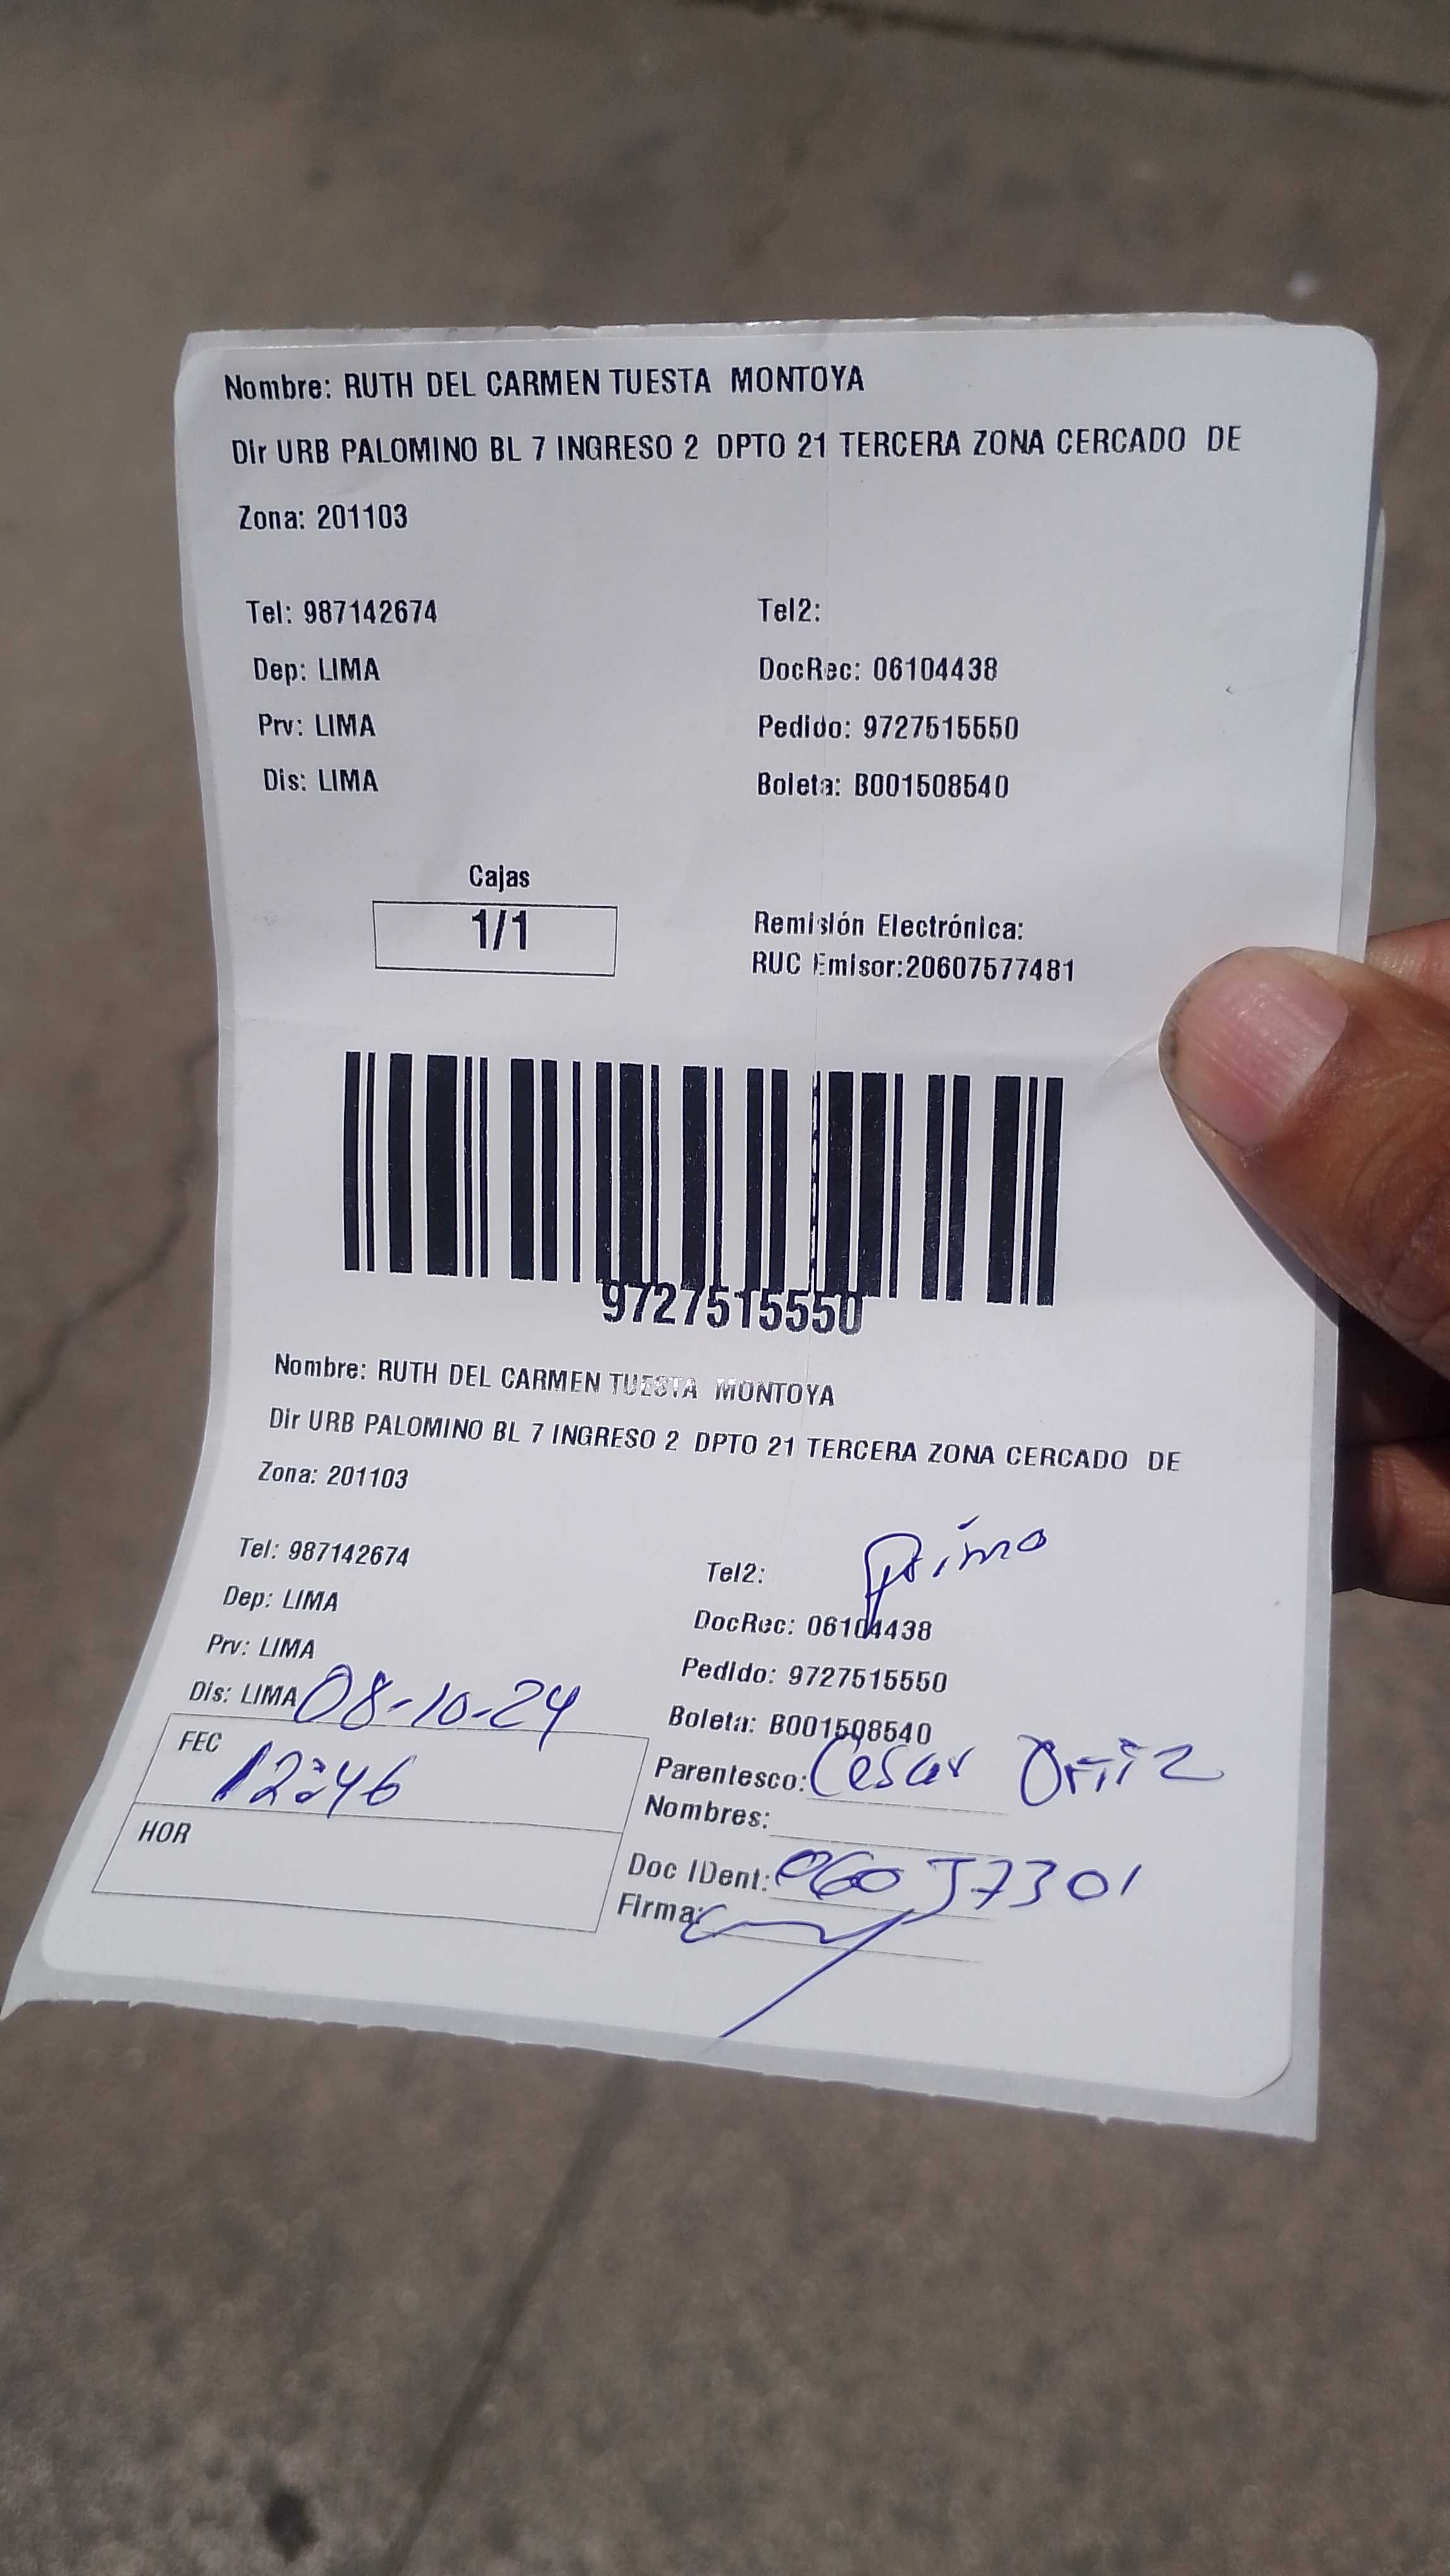 Nombre: RUTH DEL CARMEN TUESTA MONTOYA
Dir URB PALOMINO BL 7 INGRESO 2 DPTO 21 TERCERA ZONA CERCADO DE
Zona: 201103
Tel: 987142674 Tel2:
Dep: LIMA DocRec: 06104438
Prv: LIMA Pedido: 9727515550
Dis: LIMA Boleta: B001508540
Cajas
1/1
Remisión Electrónica:
RUC Emisor:20607577481
9727515550
Nombre: RUTH DEL CARMEN TUESTA MONTOYA
Dir URB PALOMINO BL 7 INGRESO 2 DPTO 21 TERCERA ZONA CERCADO DE
Zona: 201103
Tel: 987142674 Tel2: primo
Dep: LIMA DocRec: 06104438
Prv: LIMA Pedido: 9727515550
Dis: LIMA 08-10-24 Boleta: B001508540
FEC 12:46 Parentesco: Cesar Ortiz
Nombres:
HOR Doc IDent:
Firma: